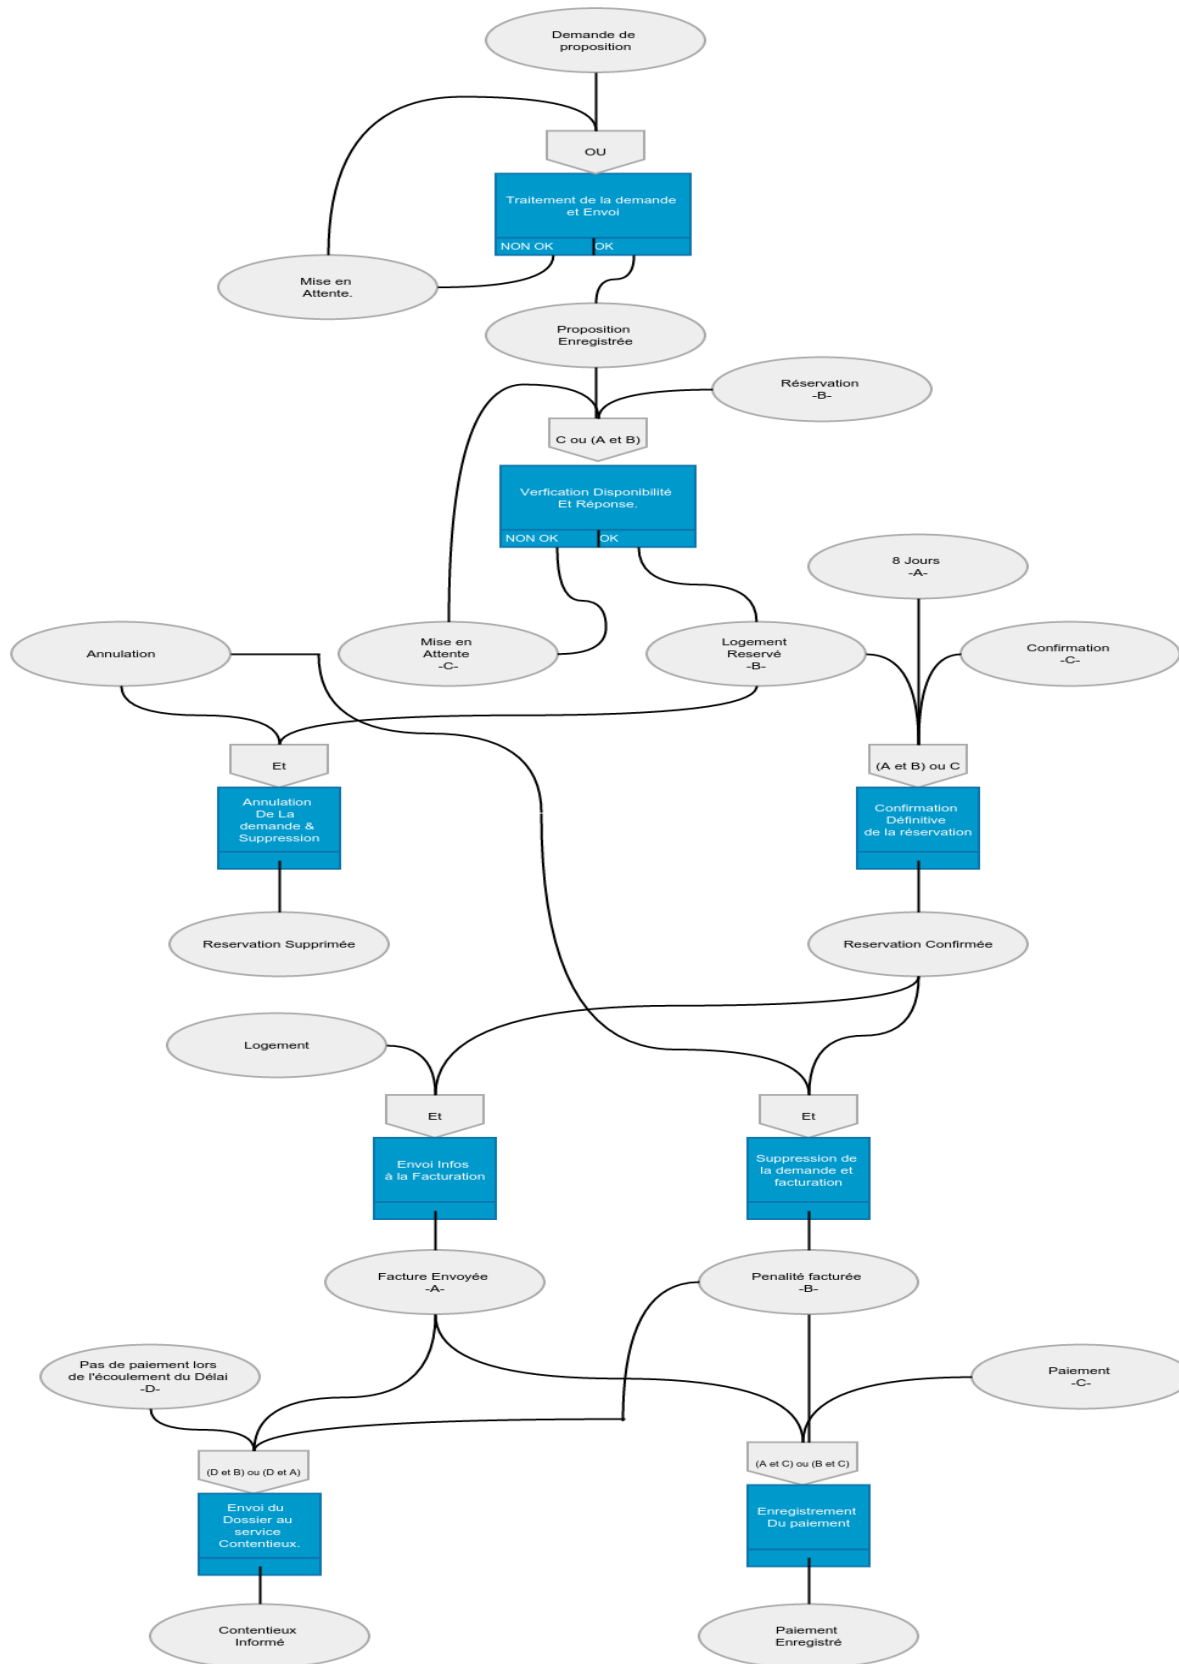 Demande de
proposition
OU
Traitement de la demande
et Envoi
NON OK
OK
Mise en
Attente.
Proposition
Enregistrée
Réservation
-B-
C ou (A et B)
Verfication Disponibilité
Et Réponse.
NON OK
OK
8 Jours
-A-
Annulation
Mise en
Attente
-C-
Logement
Reservé
-B-
Confirmation
-C-
Et
(A et B) ou C
Annulation
De La
demande &
Suppression
Confirmation
Définitive
de la réservation
Reservation Supprimée
Reservation Confirmée
Logement
Et
Et
Envoi Infos
à la Facturation
Suppression de
la demande et
facturation
Facture Envoyée
-A-
Penalité facturée
-B-
Pas de paiement lors
de l'écoulement du Délai
-D-
Paiement
-C-
(D et B) ou (D et A)
(A et C) ou (B et C)
Envoi du
Dossier au
service
Contentieux.
Enregistrement
Du paiement
Contentieux
Informé
Paiement
Enregistré